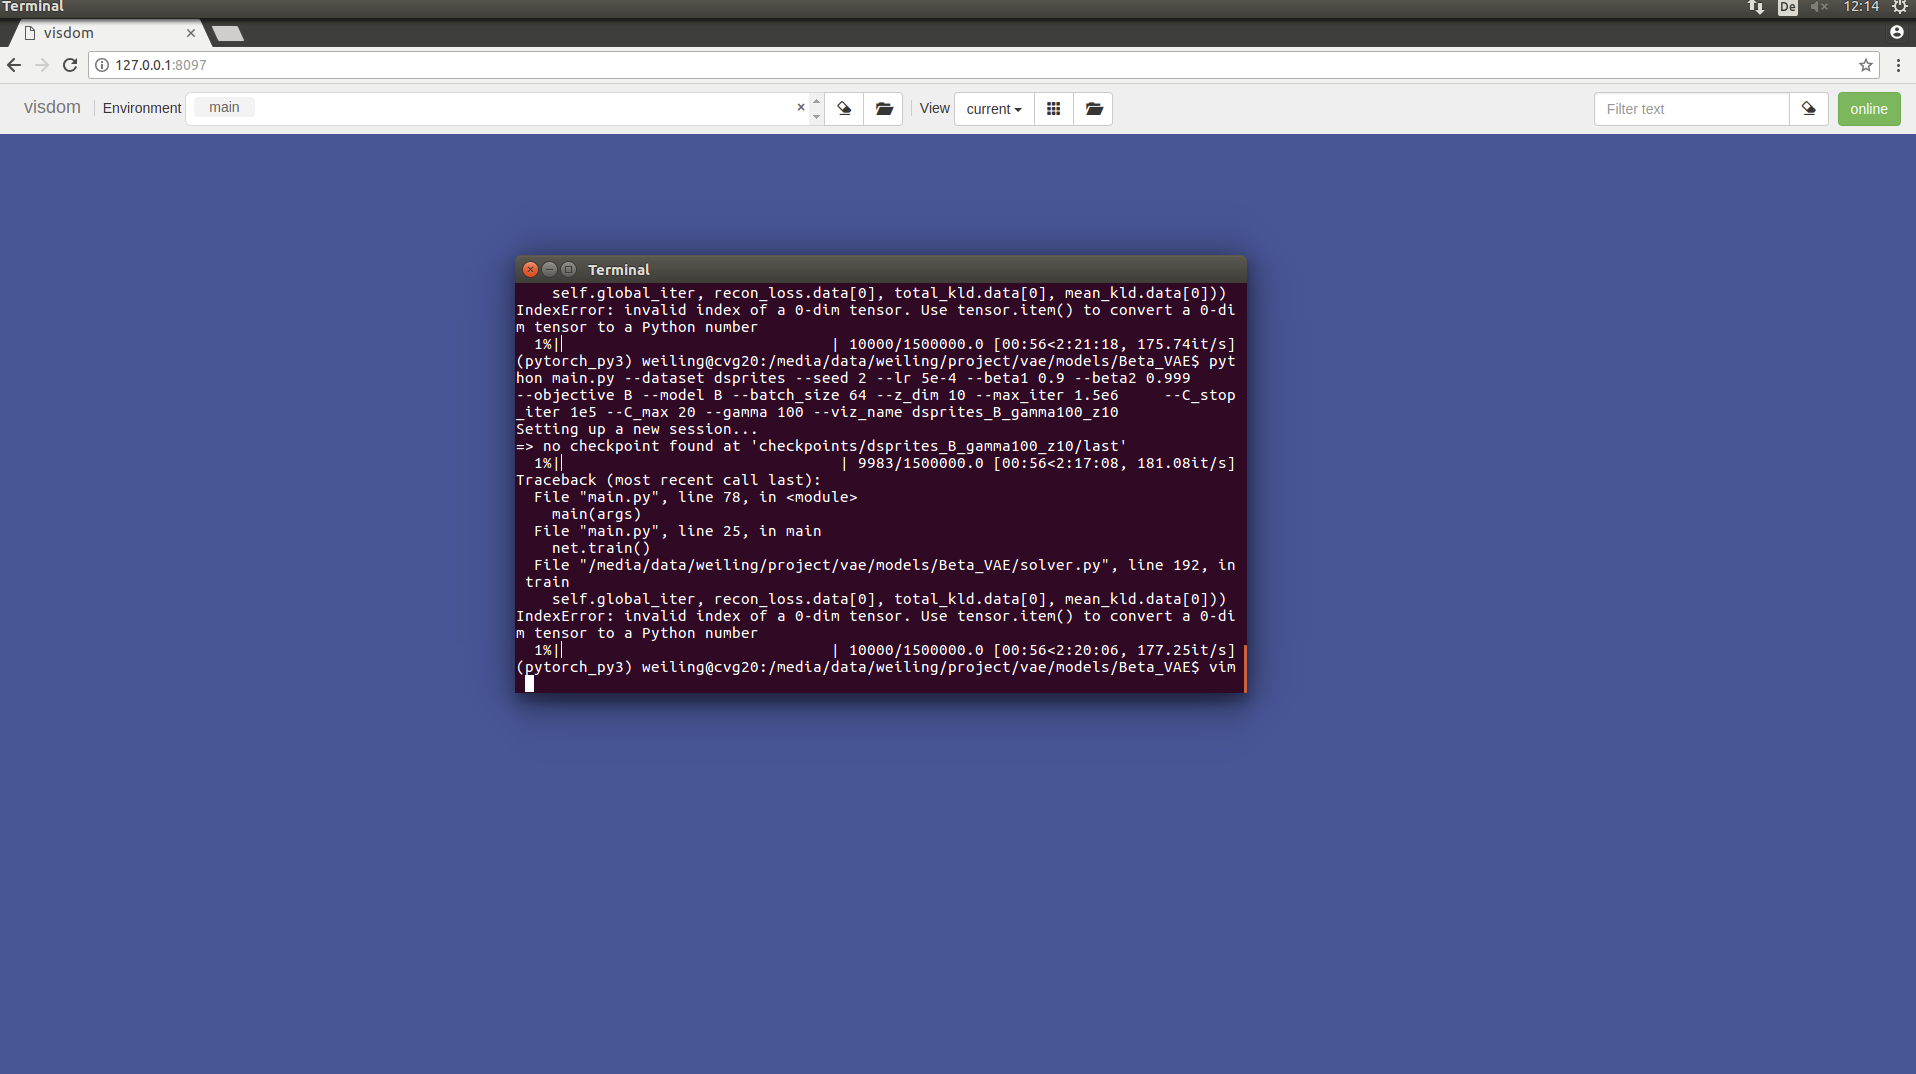 Terminal
De
12:14
visdom
127.0.0.1:8097
visdom Environment main × View current Filter text online
Terminal
self.global_iter, recon_loss.data[0], total_kld.data[0], mean_kld.data[0]))
IndexError: invalid index of a 0-dim tensor. Use tensor.item() to convert a 0-di
m tensor to a Python number
1%|| | 10000/1500000.0 [00:56<2:21:18, 175.74it/s]
(pytorch_py3) weiling@cvg20:/media/data/weiling/project/vae/models/Beta_VAE$ pyt
hon main.py --dataset dsprites --seed 2 --lr 5e-4 --beta1 0.9 --beta2 0.999
--objective B --model B --batch_size 64 --z_dim 10 --max_iter 1.5e6     --C_stop
_iter 1e5 --C_max 20 --gamma 100 --viz_name dsprites_B_gamma100_z10
Setting up a new session...
=> no checkpoint found at 'checkpoints/dsprites_B_gamma100_z10/last'
1%|| | 9983/1500000.0 [00:56<2:17:08, 181.08it/s]
Traceback (most recent call last):
File "main.py", line 78, in <module>
main(args)
File "main.py", line 25, in main
net.train()
File "/media/data/weiling/project/vae/models/Beta_VAE/solver.py", line 192, in
train
self.global_iter, recon_loss.data[0], total_kld.data[0], mean_kld.data[0]))
IndexError: invalid index of a 0-dim tensor. Use tensor.item() to convert a 0-di
m tensor to a Python number
1%|| | 10000/1500000.0 [00:56<2:20:06, 177.25it/s]
(pytorch_py3) weiling@cvg20:/media/data/weiling/project/vae/models/Beta_VAE$ vim